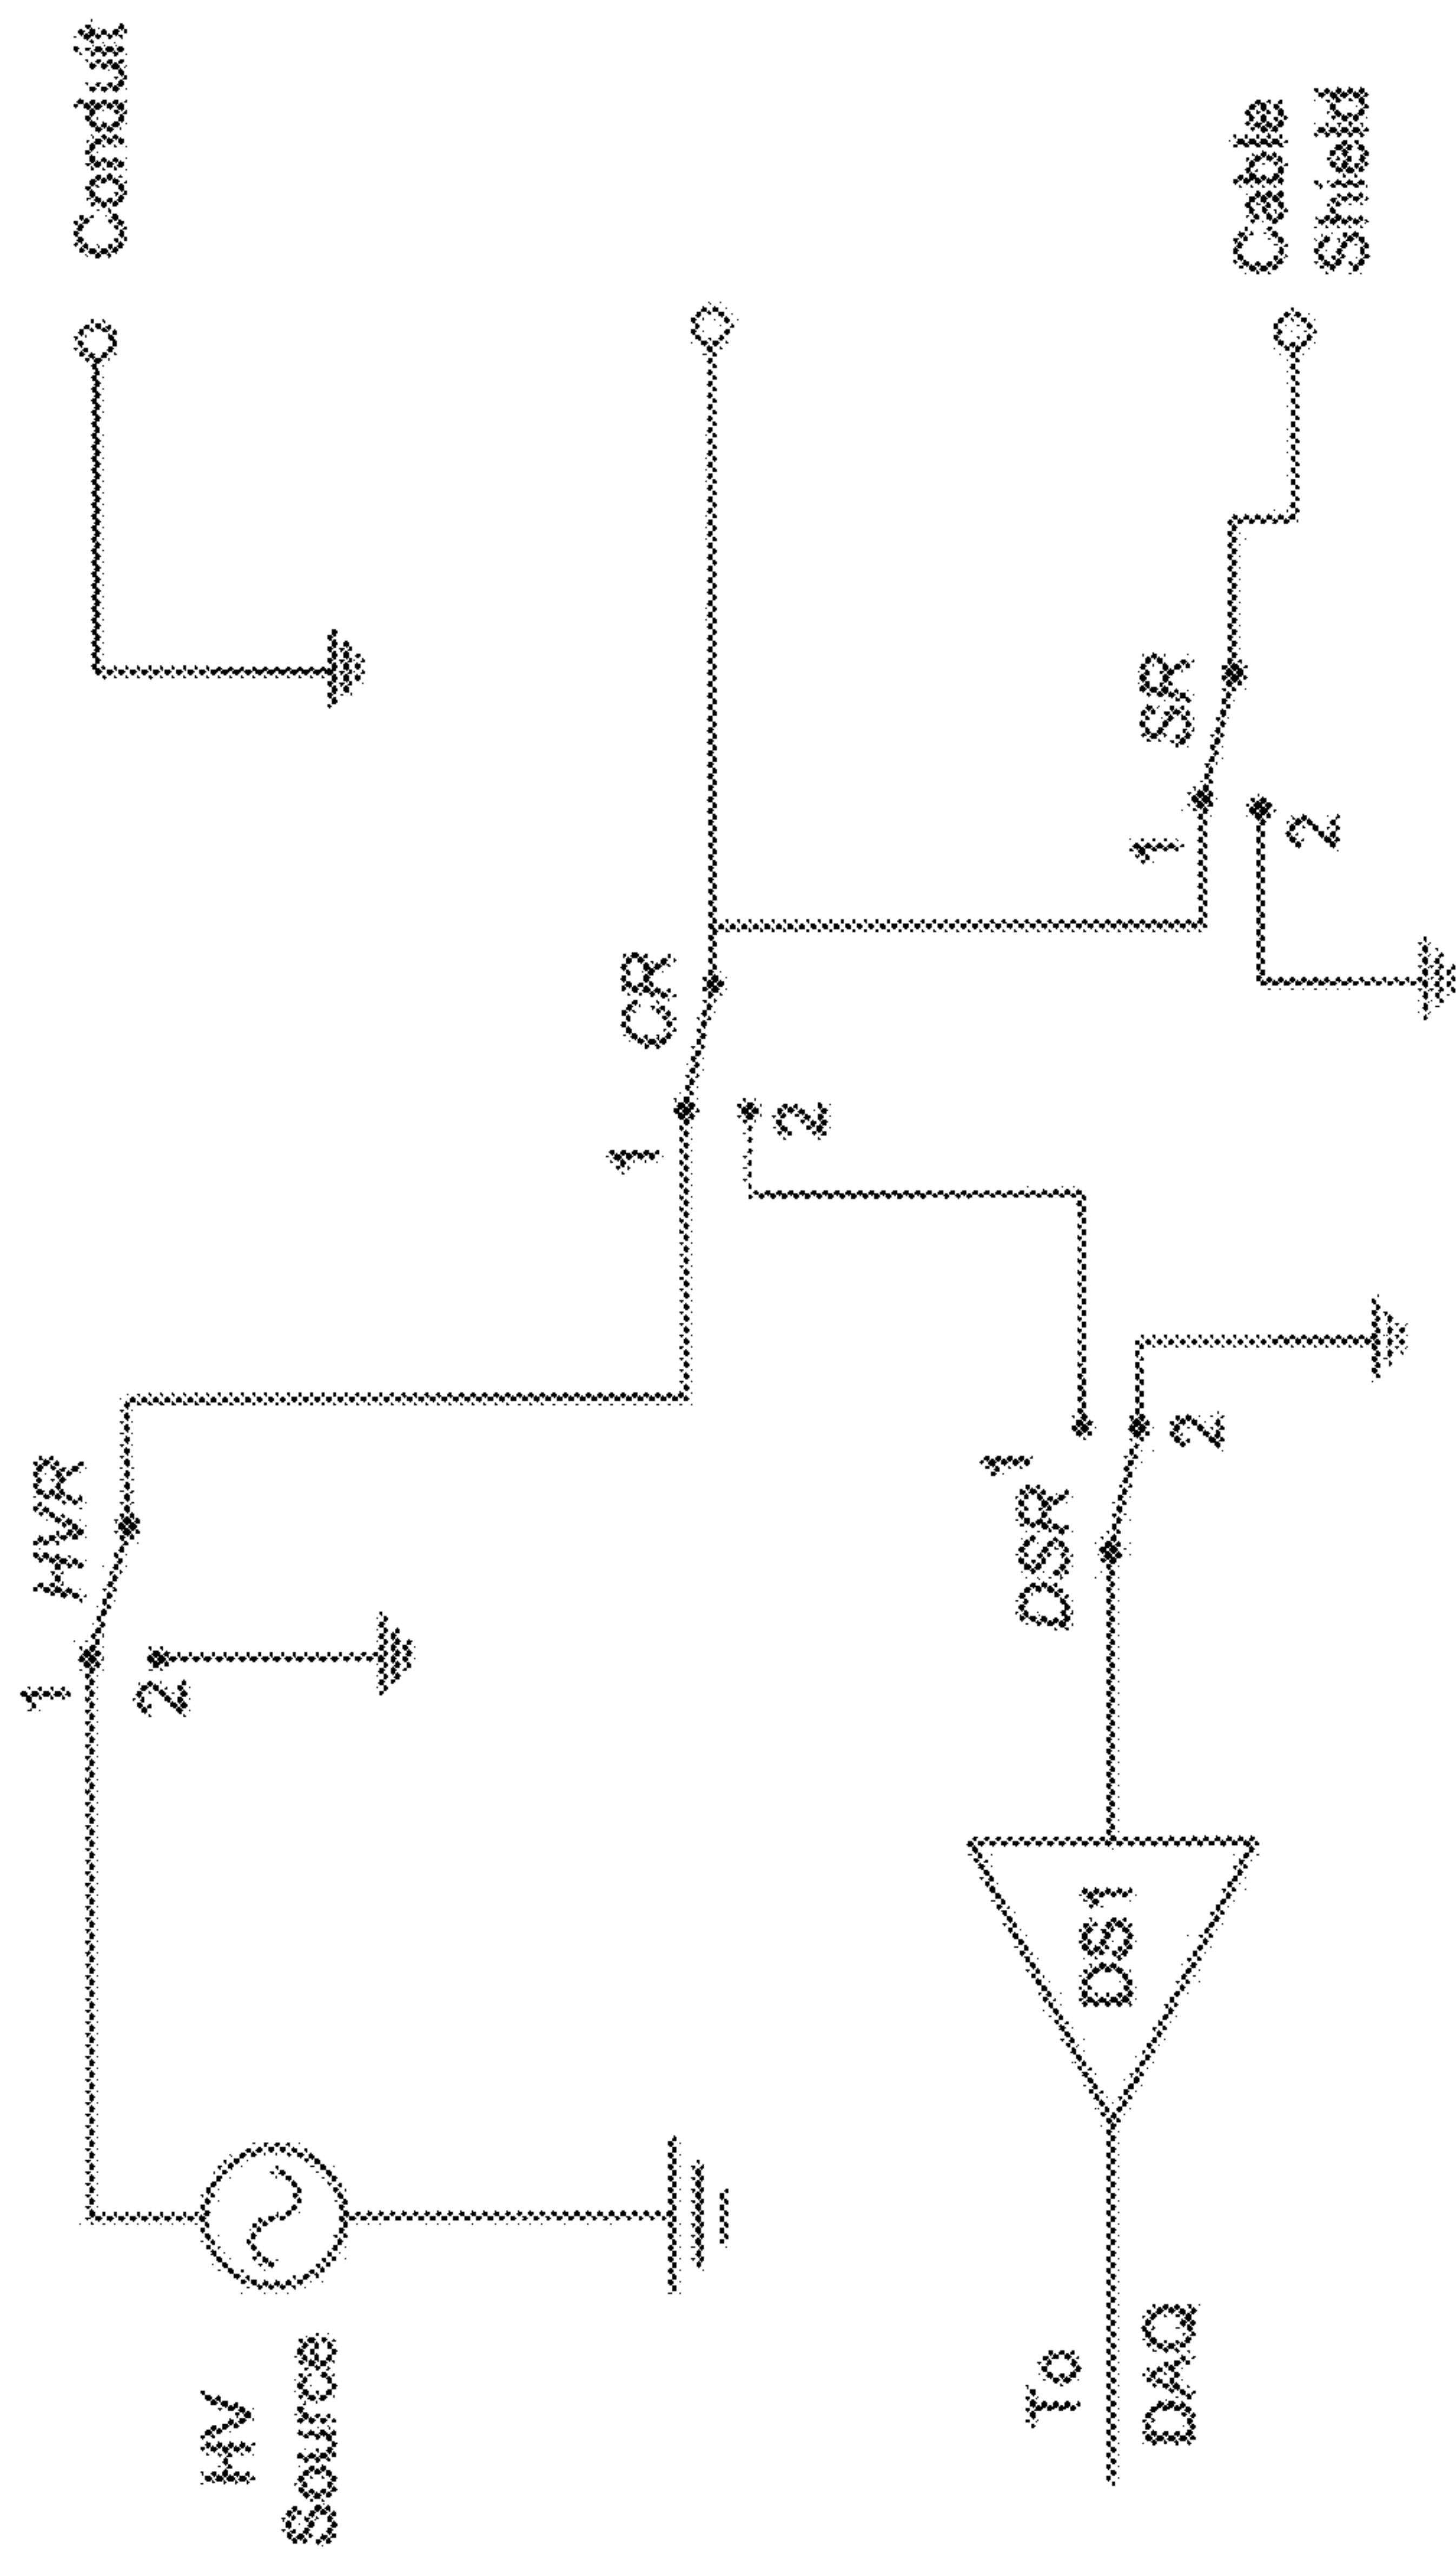 HV
Source
1
2
HVR
Conduit
1
2
CR
To
DAQ
DS1
DSR
1
2
1
2
SR
Cable
Shield